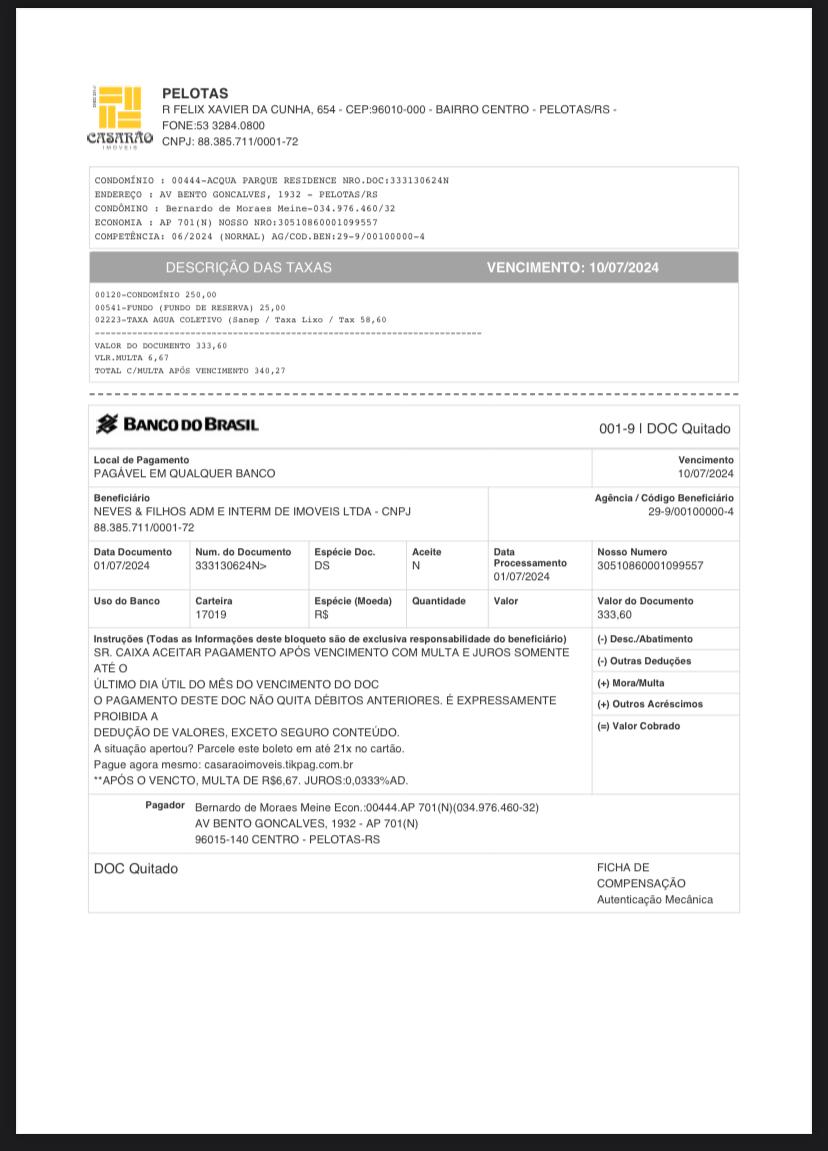 PELOTAS
R FELIX XAVIER DA CUNHA, 654 - CEP:96010-000 - BAIRRO CENTRO - PELOTAS/RS -
FONE:53 3284.0800
CNPJ: 88.385.711/0001-72
CASARÃO
IMÓVEIS
CONDOMÍNIO : 00444-ACQUA PARQUE RESIDENCE NRO.DOC:333130624N
ENDEREÇO : AV BENTO GONCALVES, 1932 - PELOTAS/RS
CONDÔMINO : Bernardo de Moraes Meine-034.976.460/32
ECONOMIA : AP 701(N) NOSSO NRO:30510860001099557
COMPETÊNCIA: 06/2024 (NORMAL) AG/COD.BEN:29-9/00100000-4
DESCRIÇÃO DAS TAXAS VENCIMENTO: 10/07/2024
00120-CONDOMÍNIO 250,00
00541-FUNDO (FUNDO DE RESERVA) 25,00
02223-TAXA AGUA COLETIVO (Sanep / Taxa Lixo / Tax 58,60
VALOR DO DOCUMENTO 333,60
VLR.MULTA 6,67
TOTAL C/MULTA APÓS VENCIMENTO 340,27
BANCO DO BRASIL 001-9 | DOC Quitado
Local de Pagamento Vencimento
PAGÁVEL EM QUALQUER BANCO 10/07/2024
Beneficiário Agência / Código Beneficiário
NEVES & FILHOS ADM E INTERM DE IMOVEIS LTDA - CNPJ 29-9/00100000-4
88.385.711/0001-72
Data Documento Num. do Documento Espécie Doc. Aceite Data Processamento Nosso Numero
01/07/2024 333130624N> DS N 01/07/2024 30510860001099557
Uso do Banco Carteira Espécie (Moeda) Quantidade Valor Valor do Documento
17019 R$ 333,60
Instruções (Todas as Informações deste bloqueto são de exclusiva responsabilidade do beneficiário) (-) Desc./Abatimento
SR. CAIXA ACEITAR PAGAMENTO APÓS VENCIMENTO COM MULTA E JUROS SOMENTE
ATÉ O (-) Outras Deduções
ÚLTIMO DIA ÚTIL DO MÊS DO VENCIMENTO DO DOC (+) Mora/Multa
O PAGAMENTO DESTE DOC NÃO QUITA DÉBITOS ANTERIORES. É EXPRESSAMENTE (+) Outros Acréscimos
PROIBIDA A
DEDUÇÃO DE VALORES, EXCETO SEGURO CONTEÚDO. (=) Valor Cobrado
A situação apertou? Parcele este boleto em até 21x no cartão.
Pague agora mesmo: casaraoimoveis.tikpag.com.br
**APÓS O VENCTO, MULTA DE R$6,67. JUROS:0,0333%AD.
Pagador Bernardo de Moraes Meine Econ.:00444.AP 701(N)(034.976.460-32)
AV BENTO GONCALVES, 1932 - AP 701(N)
96015-140 CENTRO - PELOTAS-RS
DOC Quitado FICHA DE
COMPENSAÇÃO
Autenticação Mecânica